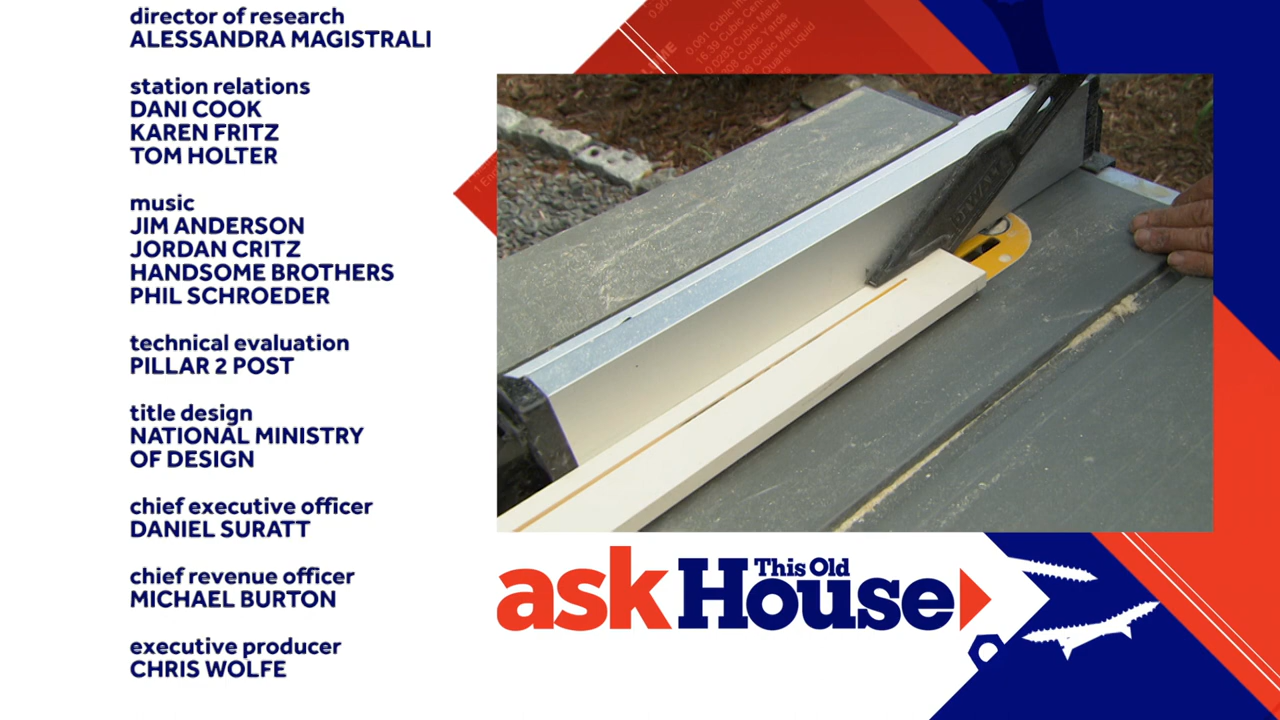 director of research
ALESSANDRA MAGISTRALI
station relations
DANI COOK
KAREN FRITZ
TOM HOLTER
music
JIM ANDERSON
JORDAN CRITZ
HANDSOME BROTHERS
PHIL SCHROEDER
technical evaluation
PILLAR 2 POST
title design
NATIONAL MINISTRY
OF DESIGN
chief executive officer
DANIEL SURATT
chief revenue officer
MICHAEL BURTON
executive producer
CHRIS WOLFE
DEWALT
ask This Old House